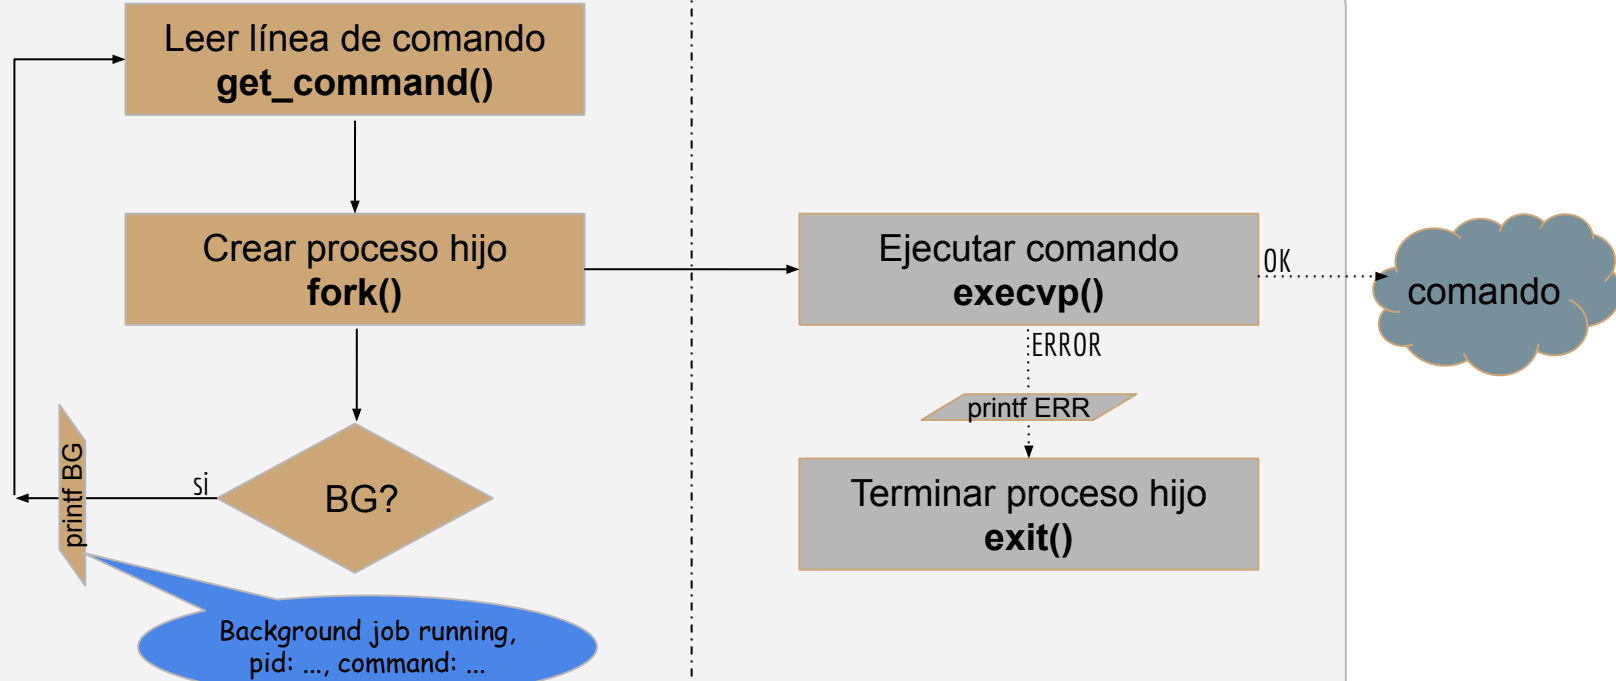 Leer línea de comando
get_command()
Crear proceso hijo
fork()
Ejecutar comando
execvp()
OK
comando
ERROR
printf ERR
printf BG
si
BG?
Terminar proceso hijo
exit()
Background job running,
pid: ..., command: ...